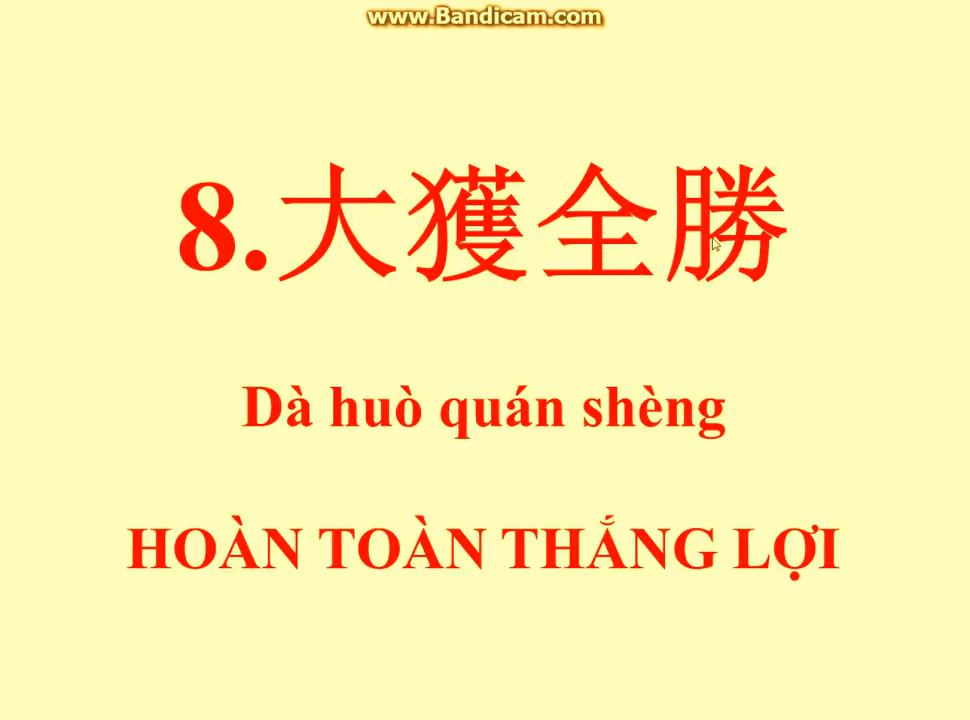 www.Bandicam.com
8.大獲全勝
Dà huò quán shèng
HOÀN TOÀN THẮNG LỢI